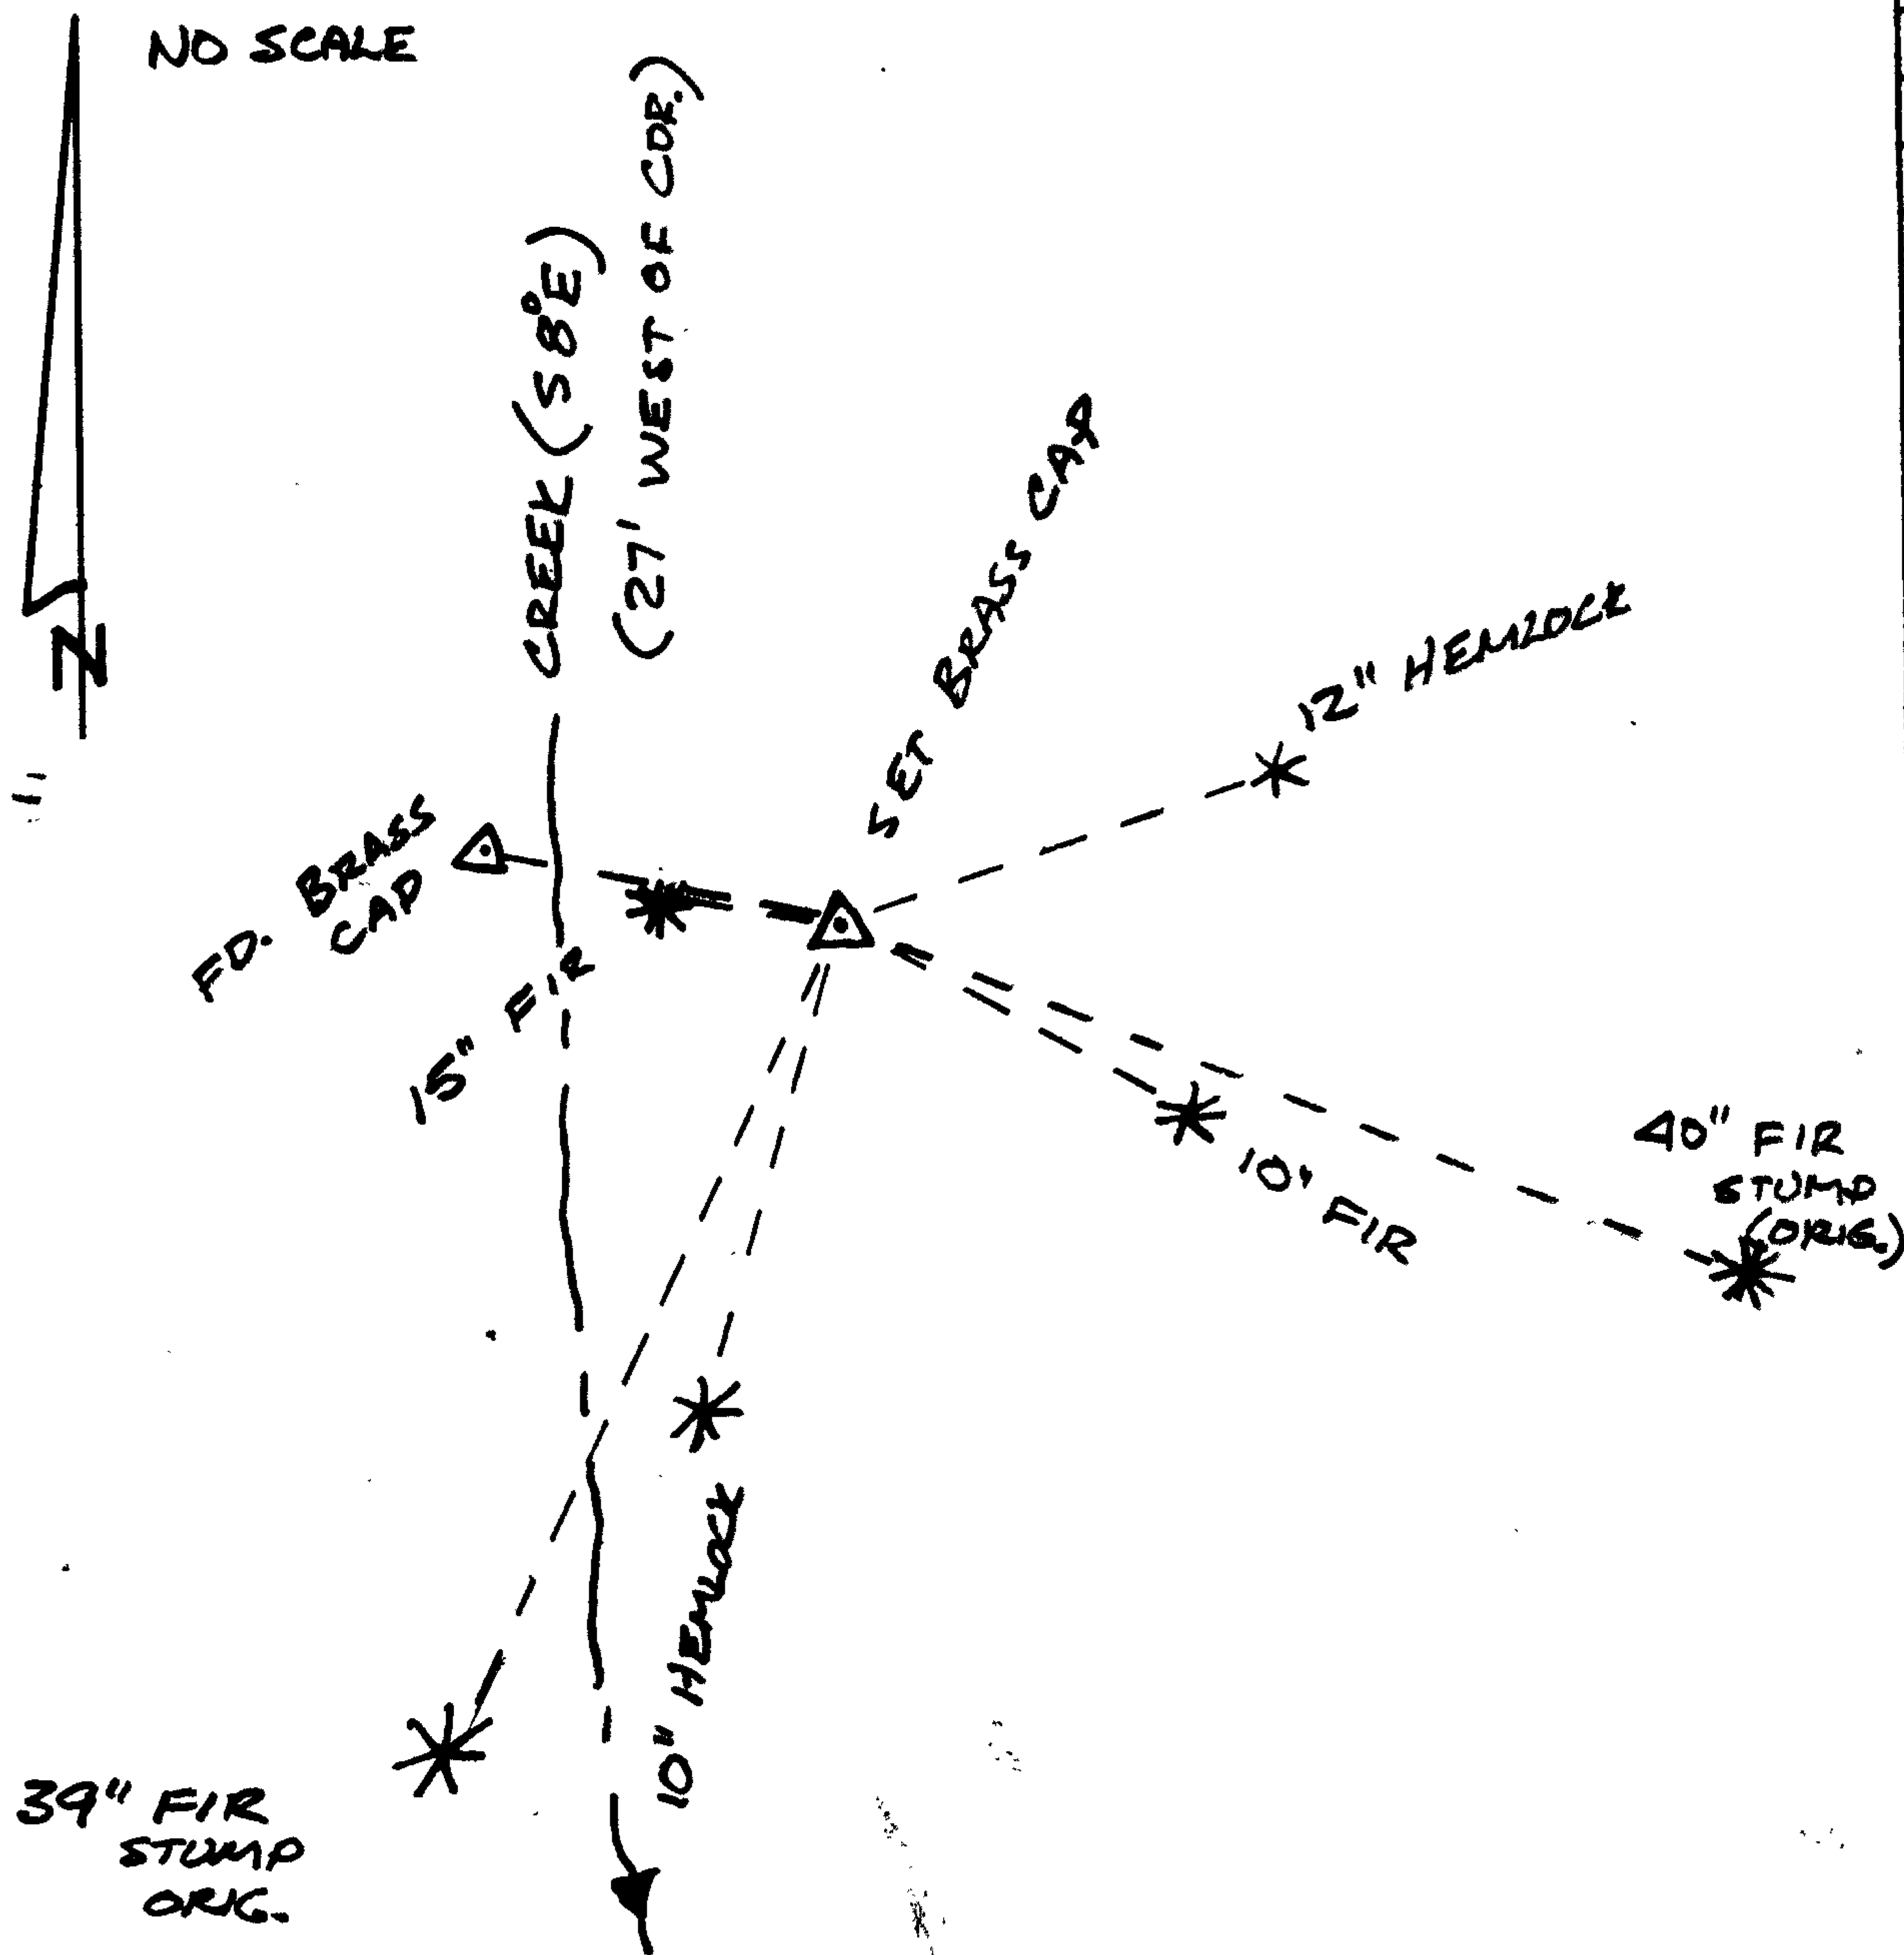 NO SCALE
N
CREEK (S8°E)
(27' WEST OF COR.)
SET BRASS CAP
12" HEMLOCK
FD. BRASS
CAP
15" FIR
10" FIR
40" FIR
STUMP
(ORIG.)
10" HEMLOCK
39" FIR
STUMP
ORIG.